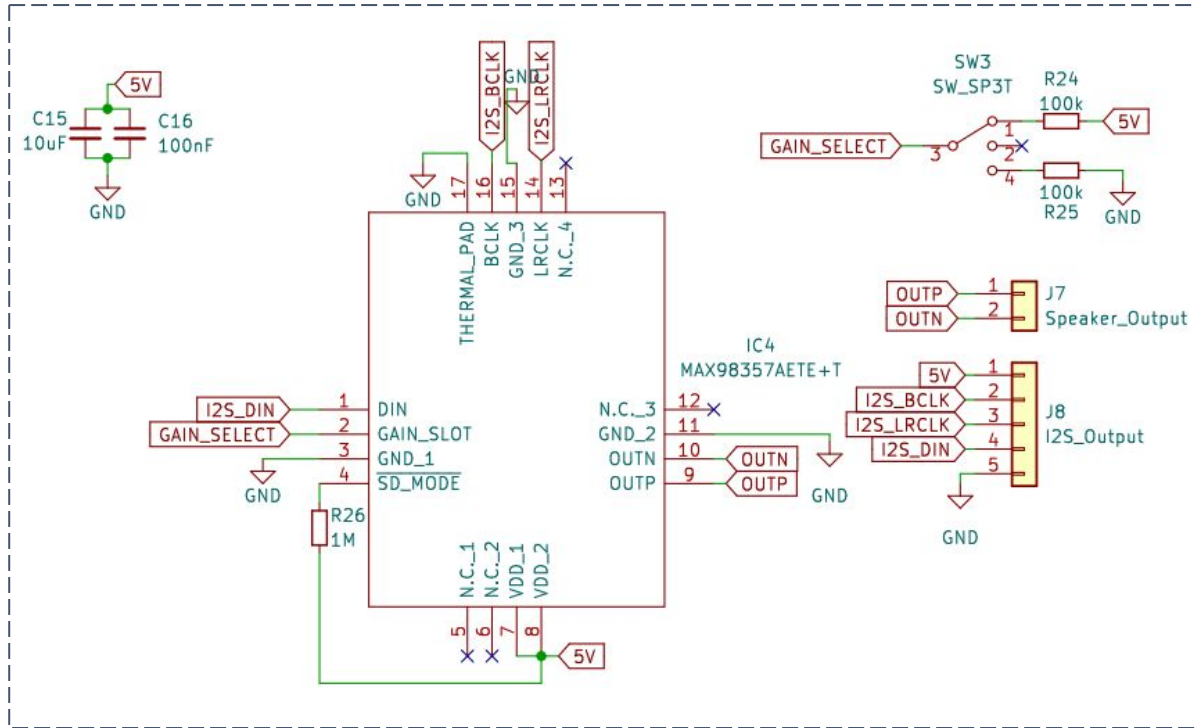 5V
C15
10uF
C16
100nF
GND
I2S_BCLK
GND
I2S_LRCLK
GND
17
16
15
14
13
THERMAL_PAD
BCLK
GND_3
LRCLK
N.C._4
SW3
SW_SP3T
R24
100k
GAIN_SELECT
3
1
2
4
5V
100k
R25
GND
OUTP
OUTN
1
2
J7
Speaker_Output
IC4
MAX98357AETE+T
I2S_DIN
GAIN_SELECT
GND
1
2
3
4
DIN
GAIN_SLOT
GND_1
SD_MODE
N.C._3
GND_2
OUTN
OUTP
12
11
10
9
OUTN
OUTP
GND
5V
I2S_BCLK
I2S_LRCLK
I2S_DIN
1
2
3
4
5
J8
I2S_Output
GND
R26
1M
N.C._1
N.C._2
VDD_1
VDD_2
5
6
7
8
5V